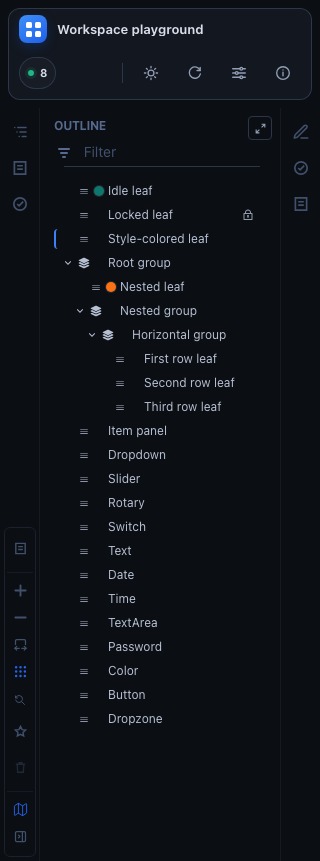 Workspace playground
8
OUTLINE
Filter
Idle leaf
Locked leaf
Style-colored leaf
Root group
Nested leaf
Nested group
Horizontal group
First row leaf
Second row leaf
Third row leaf
Item panel
Dropdown
Slider
Rotary
Switch
Text
Date
Time
TextArea
Password
Color
Button
Dropzone